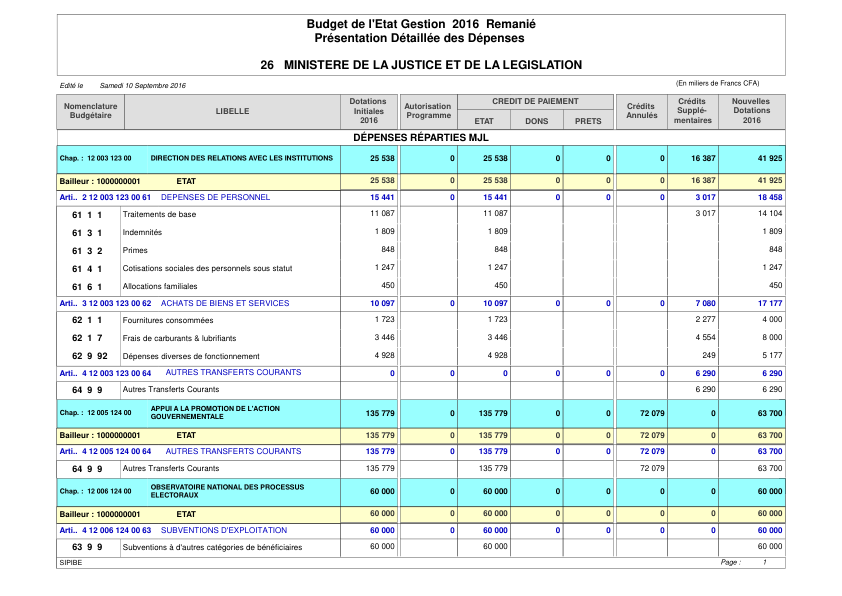 Budget de l'Etat Gestion 2016 Remanié
Présentation Détaillée des Dépenses
26 MINISTERE DE LA JUSTICE ET DE LA LEGISLATION
Edité le Samedi 10 Septembre 2016 (En miliers de Francs CFA)
Nomenclature Budgétaire LIBELLE Dotations Initiales 2016 Autorisation Programme CREDIT DE PAIEMENT ETAT DONS PRETS Crédits Annulés Crédits Supplé-mentaires Nouvelles Dotations 2016
DÉPENSES RÉPARTIES MJL
Chap. : 12 003 123 00 DIRECTION DES RELATIONS AVEC LES INSTITUTIONS 25 538 0 25 538 0 0 0 16 387 41 925
Bailleur : 1000000001 ETAT 25 538 0 25 538 0 0 0 16 387 41 925
Arti.. 2 12 003 123 00 61 DEPENSES DE PERSONNEL 15 441 0 15 441 0 0 0 3 017 18 458
61 1 1 Traitements de base 11 087 11 087 3 017 14 104
61 3 1 Indemnités 1 809 1 809 1 809
61 3 2 Primes 848 848 848
61 4 1 Cotisations sociales des personnels sous statut 1 247 1 247 1 247
61 6 1 Allocations familiales 450 450 450
Arti.. 3 12 003 123 00 62 ACHATS DE BIENS ET SERVICES 10 097 0 10 097 0 0 0 7 080 17 177
62 1 1 Fournitures consommées 1 723 1 723 2 277 4 000
62 1 7 Frais de carburants & lubrifiants 3 446 3 446 4 554 8 000
62 9 92 Dépenses diverses de fonctionnement 4 928 4 928 249 5 177
Arti.. 4 12 003 123 00 64 AUTRES TRANSFERTS COURANTS 0 0 0 0 0 0 6 290 6 290
64 9 9 Autres Transferts Courants 6 290 6 290
Chap. : 12 005 124 00 APPUI A LA PROMOTION DE L'ACTION GOUVERNEMENTALE 135 779 0 135 779 0 0 72 079 0 63 700
Bailleur : 1000000001 ETAT 135 779 0 135 779 0 0 72 079 0 63 700
Arti.. 4 12 005 124 00 64 AUTRES TRANSFERTS COURANTS 135 779 0 135 779 0 0 72 079 0 63 700
64 9 9 Autres Transferts Courants 135 779 135 779 72 079 63 700
Chap. : 12 006 124 00 OBSERVATOIRE NATIONAL DES PROCESSUS ELECTORAUX 60 000 0 60 000 0 0 0 0 60 000
Bailleur : 1000000001 ETAT 60 000 0 60 000 0 0 0 0 60 000
Arti.. 4 12 006 124 00 63 SUBVENTIONS D'EXPLOITATION 60 000 0 60 000 0 0 0 0 60 000
63 9 9 Subventions à d'autres catégories de bénéficiaires 60 000 60 000 60 000
SIPIBE Page : 1